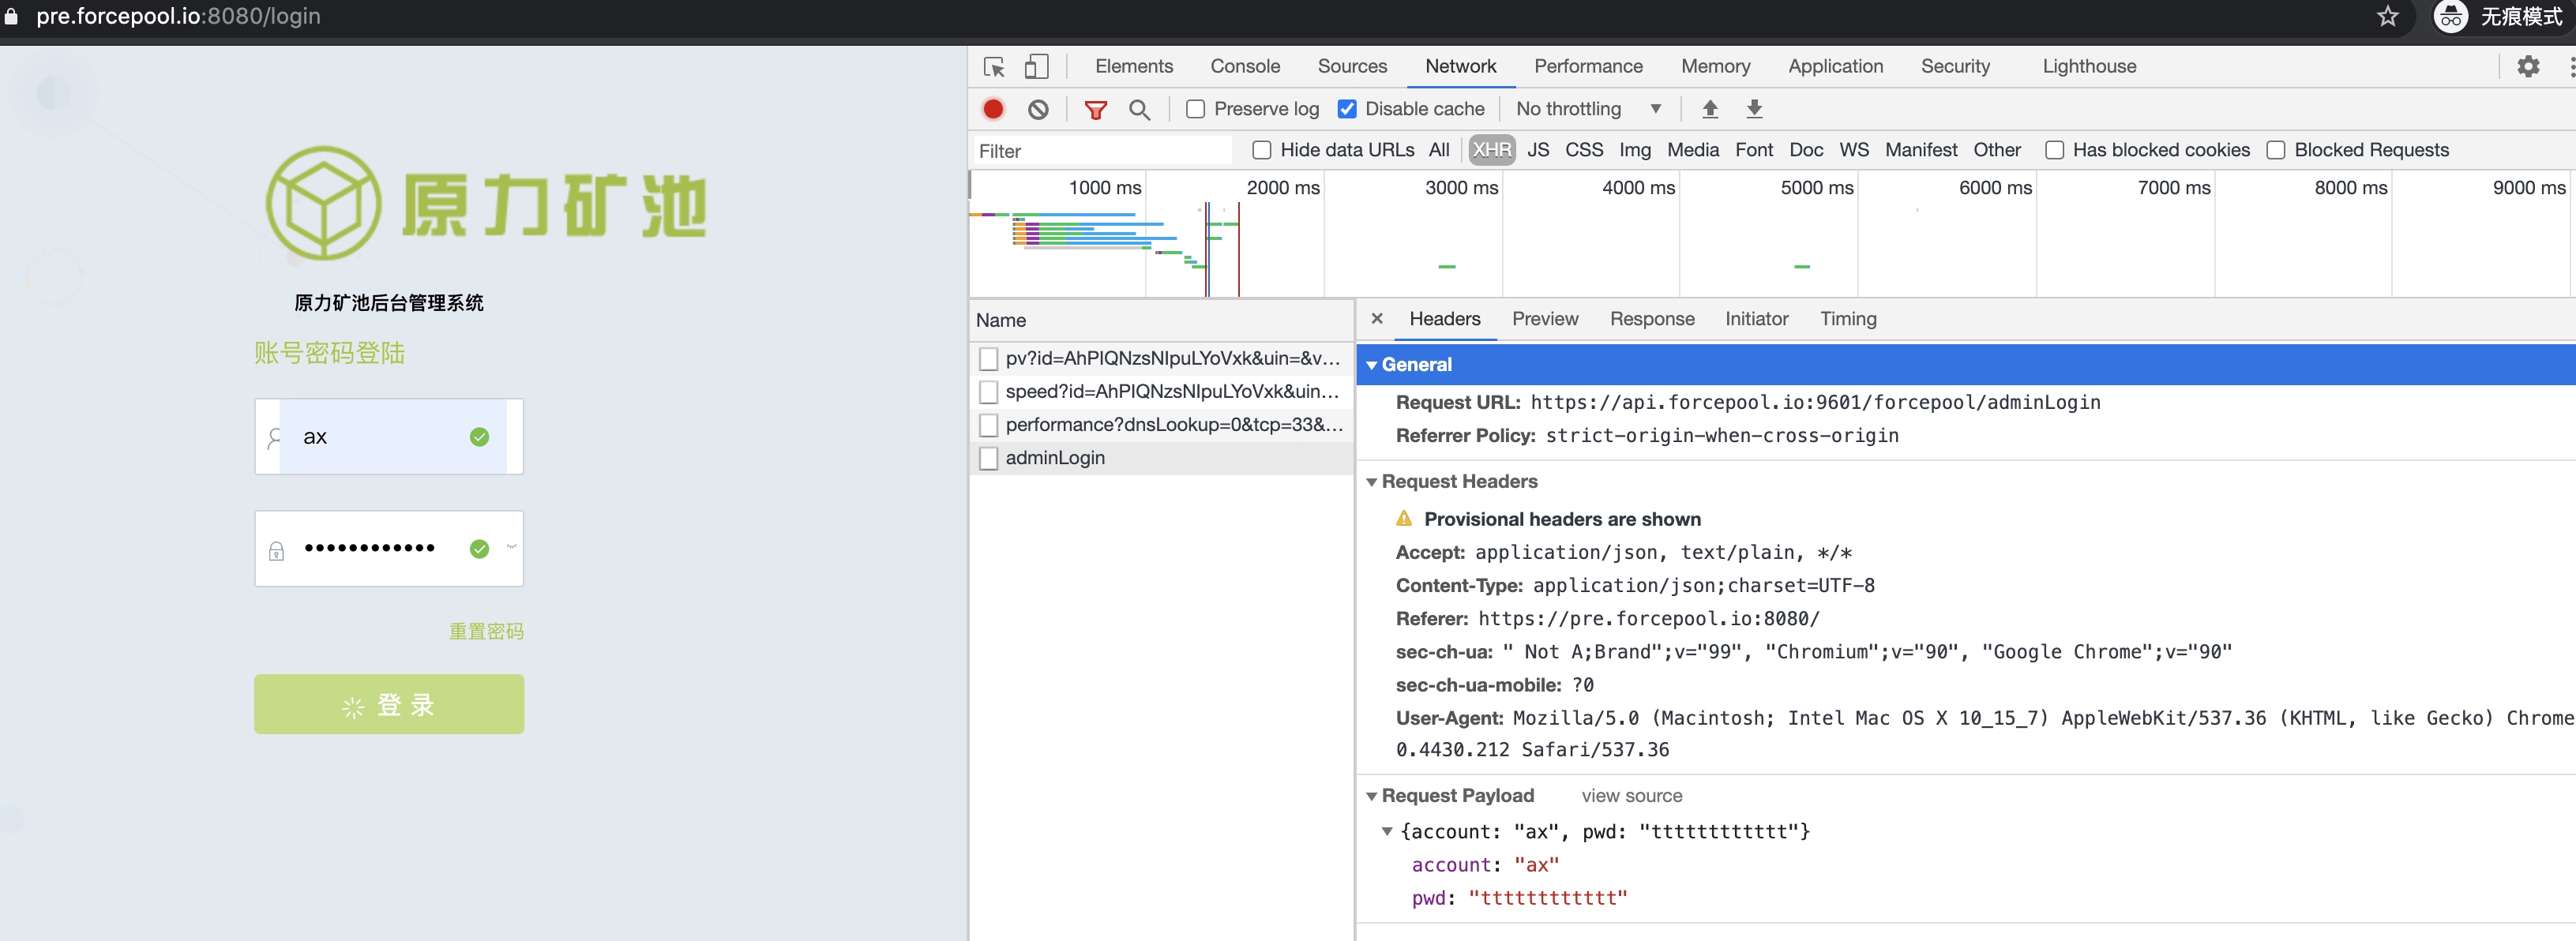 pre.forcepool.io:8080/login
无痕模式
原力矿池
原力矿池后台管理系统
账号密码登陆
ax
••••••••••••
重置密码
登 录
Elements Console Sources Network Performance Memory Application Security Lighthouse
Preserve log Disable cache No throttling
Filter Hide data URLs All XHR JS CSS Img Media Font Doc WS Manifest Other Has blocked cookies Blocked Requests
1000 ms 2000 ms 3000 ms 4000 ms 5000 ms 6000 ms 7000 ms 8000 ms 9000 ms
Name
pv?id=AhPIQNzsNIpuLYoVxk&uin=&v...
speed?id=AhPIQNzsNIpuLYoVxk&uin...
performance?dnsLookup=0&tcp=33&...
adminLogin
× Headers Preview Response Initiator Timing
General
Request URL: https://api.forcepool.io:9601/forcepool/adminLogin
Referrer Policy: strict-origin-when-cross-origin
Request Headers
Provisional headers are shown
Accept: application/json, text/plain, */*
Content-Type: application/json;charset=UTF-8
Referer: https://pre.forcepool.io:8080/
sec-ch-ua: " Not A;Brand";v="99", "Chromium";v="90", "Google Chrome";v="90"
sec-ch-ua-mobile: ?0
User-Agent: Mozilla/5.0 (Macintosh; Intel Mac OS X 10_15_7) AppleWebKit/537.36 (KHTML, like Gecko) Chrome
0.4430.212 Safari/537.36
Request Payload view source
{account: "ax", pwd: "tttttttttttt"}
account: "ax"
pwd: "tttttttttttt"